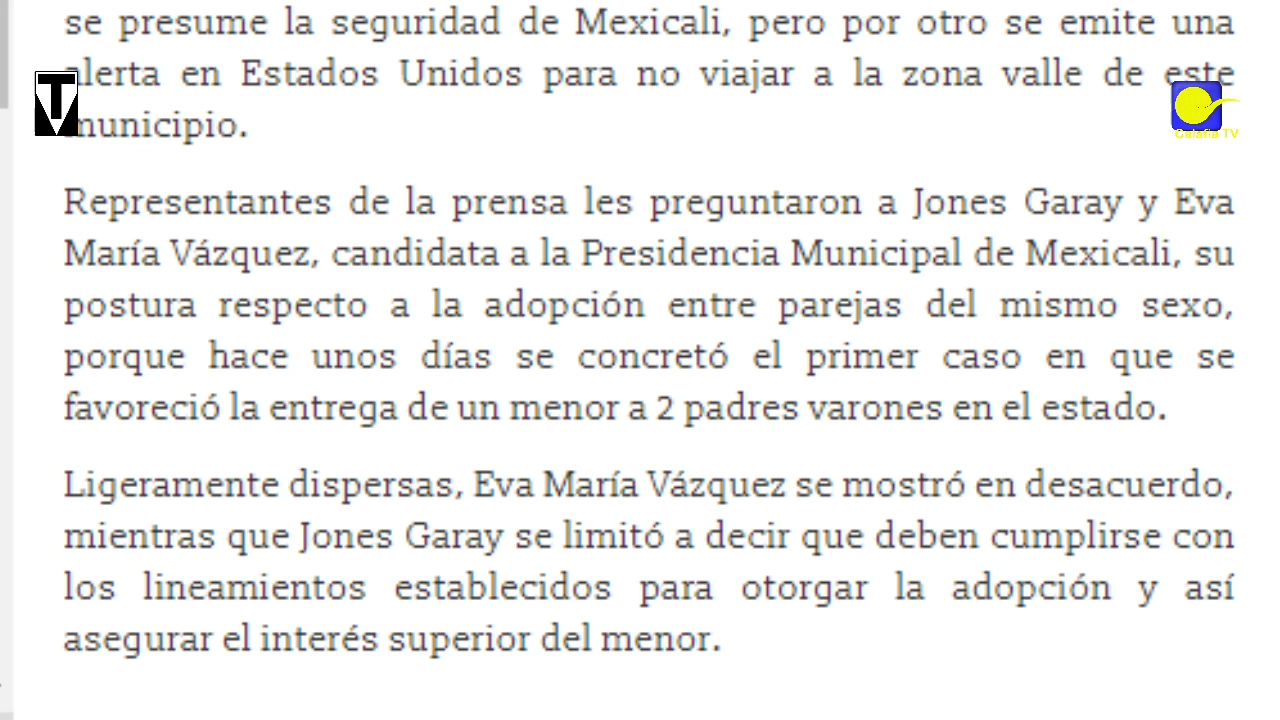 se presume la seguridad de Mexicali, pero por otro se emite una
alerta en Estados Unidos para no viajar a la zona valle de este
municipio.
TV
Calafia TV
Representantes de la prensa les preguntaron a Jones Garay y Eva
María Vázquez, candidata a la Presidencia Municipal de Mexicali, su
postura respecto a la adopción entre parejas del mismo sexo,
porque hace unos días se concretó el primer caso en que se
favoreció la entrega de un menor a 2 padres varones en el estado.
Ligeramente dispersas, Eva María Vázquez se mostró en desacuerdo,
mientras que Jones Garay se limitó a decir que deben cumplirse con
los lineamientos establecidos para otorgar la adopción y así
asegurar el interés superior del menor.